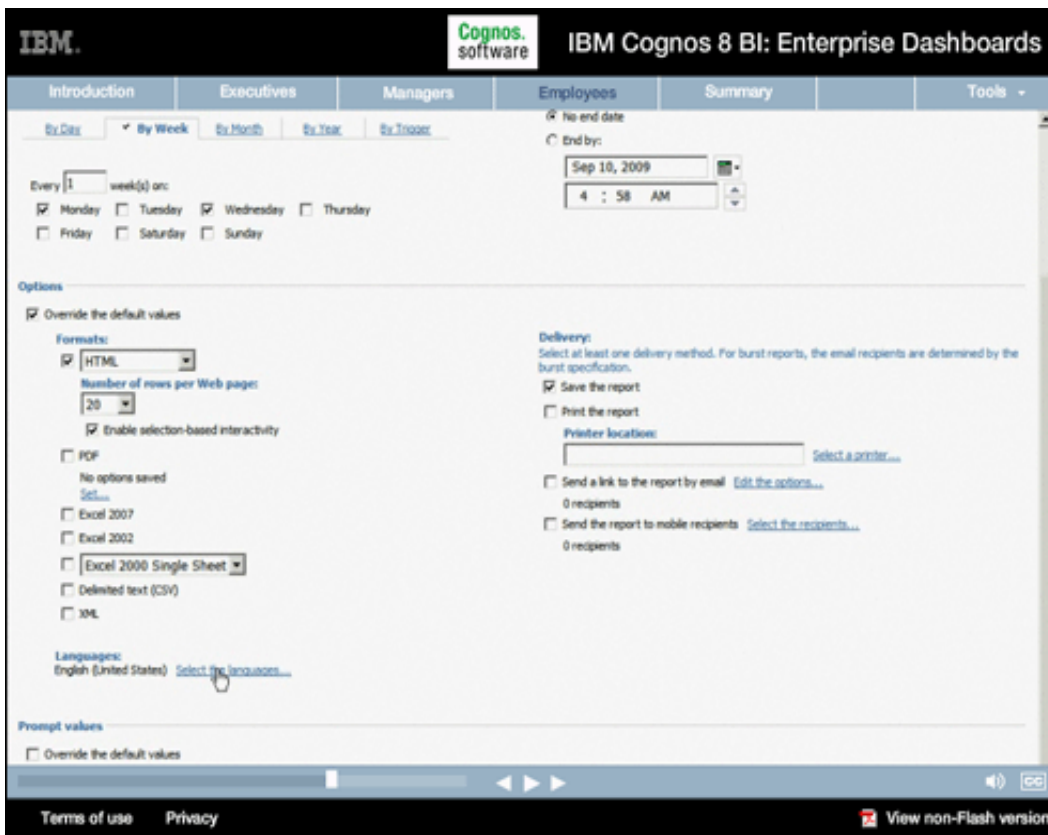 IBM.
Cognos. software
IBM Cognos 8 BI: Enterprise Dashboards
Introduction Executives Managers Employees Summary Tools
By Day By Week By Month By Year By Trigger
No end date
End by:
Sep 10, 2009
4 : 58 AM
Every 1 week(s) on:
Monday Tuesday Wednesday Thursday
Friday Saturday Sunday
Options
Override the default values
Formats:
HTML
Number of rows per Web page:
20
Enable selection-based interactivity
PDF
No options saved
Set...
Excel 2007
Excel 2002
Excel 2000 Single Sheet
Delimited text (CSV)
XML
Languages:
English (United States) Select the languages...
Delivery:
Select at least one delivery method. For burst reports, the email recipients are determined by the
burst specification.
Save the report
Print the report
Printer location:
Select a printer...
Send a link to the report by email Edit the options...
0 recipients
Send the report to mobile recipients Select the recipients...
0 recipients
Prompt values
Override the default values
CC
Terms of use Privacy View non-Flash version